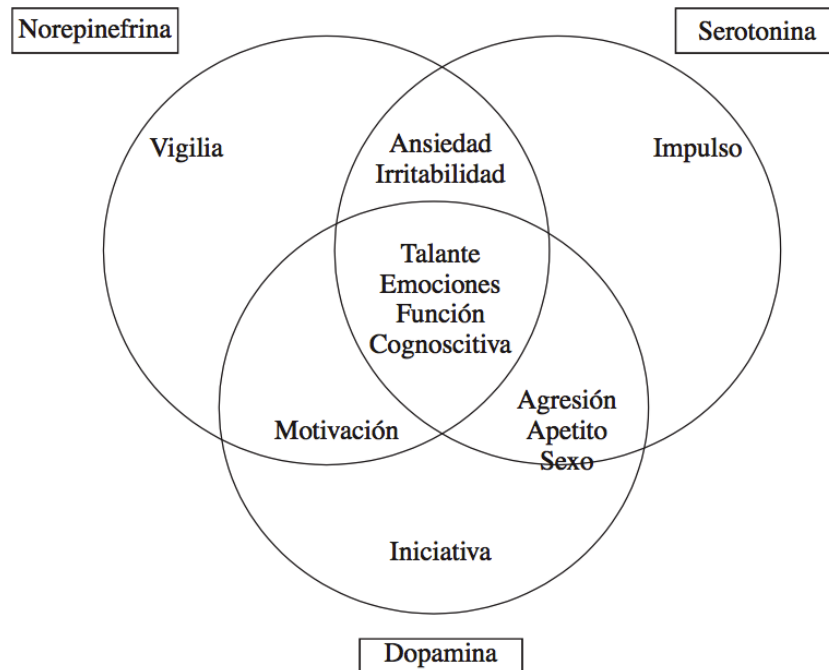 Norepinefrina
Serotonina
Vigilia
Ansiedad
Irritabilidad
Impulso
Talante
Emociones
Función
Cognoscitiva
Motivación
Agresión
Apetito
Sexo
Iniciativa
Dopamina